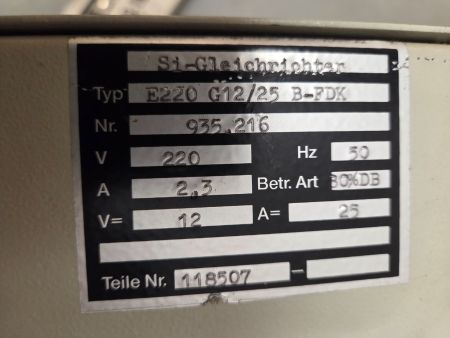 Si-Gleichrichter
Typ E220 G12/25 B-FDK
Nr. 935.216
V 220 Hz 50
A 2,3 Betr. Art 80%DB
V= 12 A= 25
Teile Nr. 118507 –